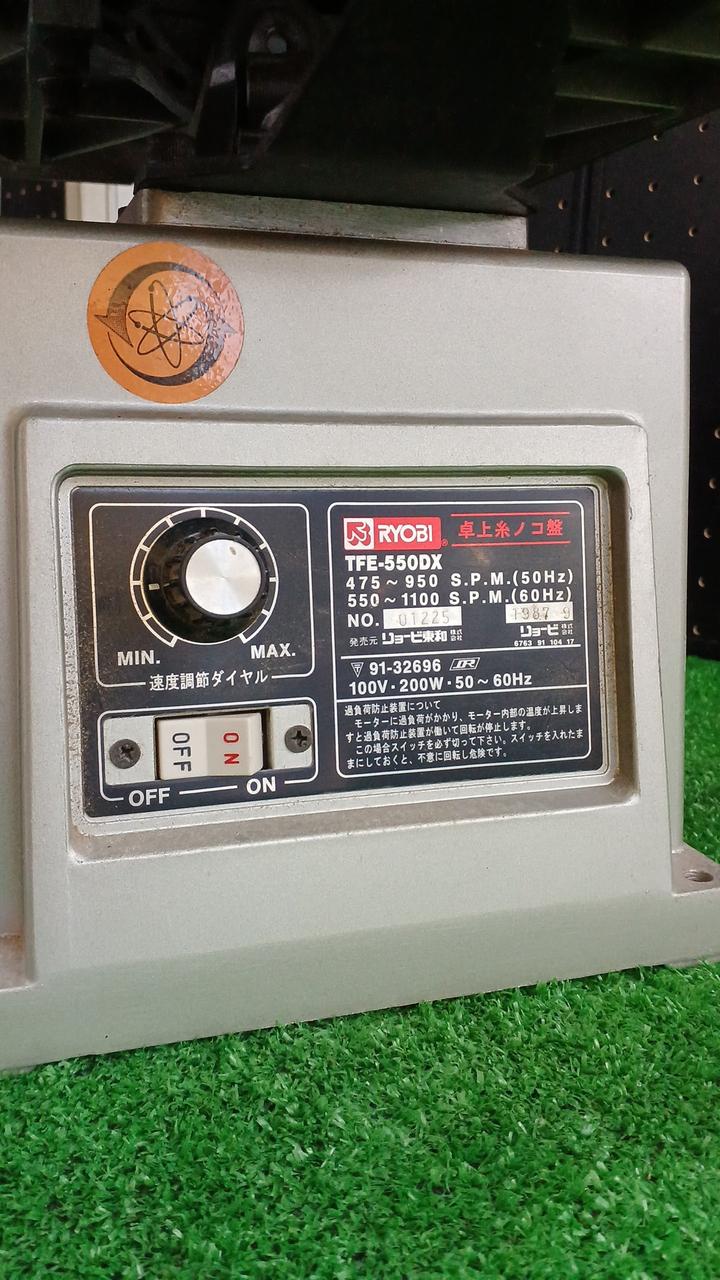 MIN.
MAX.
速度調節ダイヤル
OFF
ON
OFF
ON
RYOBI® 卓上糸ノコ盤
TFE-550DX
475~950 S.P.M.(50Hz)
550~1100 S.P.M.(60Hz)
NO. 01225 1987 9
発売元 リョービ東和 株式会社 リョービ 株式会社
6763 91 104 17
〒 91-32696 JR
100V・200W・50~60Hz
過負荷防止装置について
モーターに過負荷がかかり、モーター内部の温度が上昇しま
すと過負荷防止装置が働いて回転が停止します。
この場合スイッチを必ず切って下さい。スイッチを入れたま
まにしておくと、不意に回転し危険です。